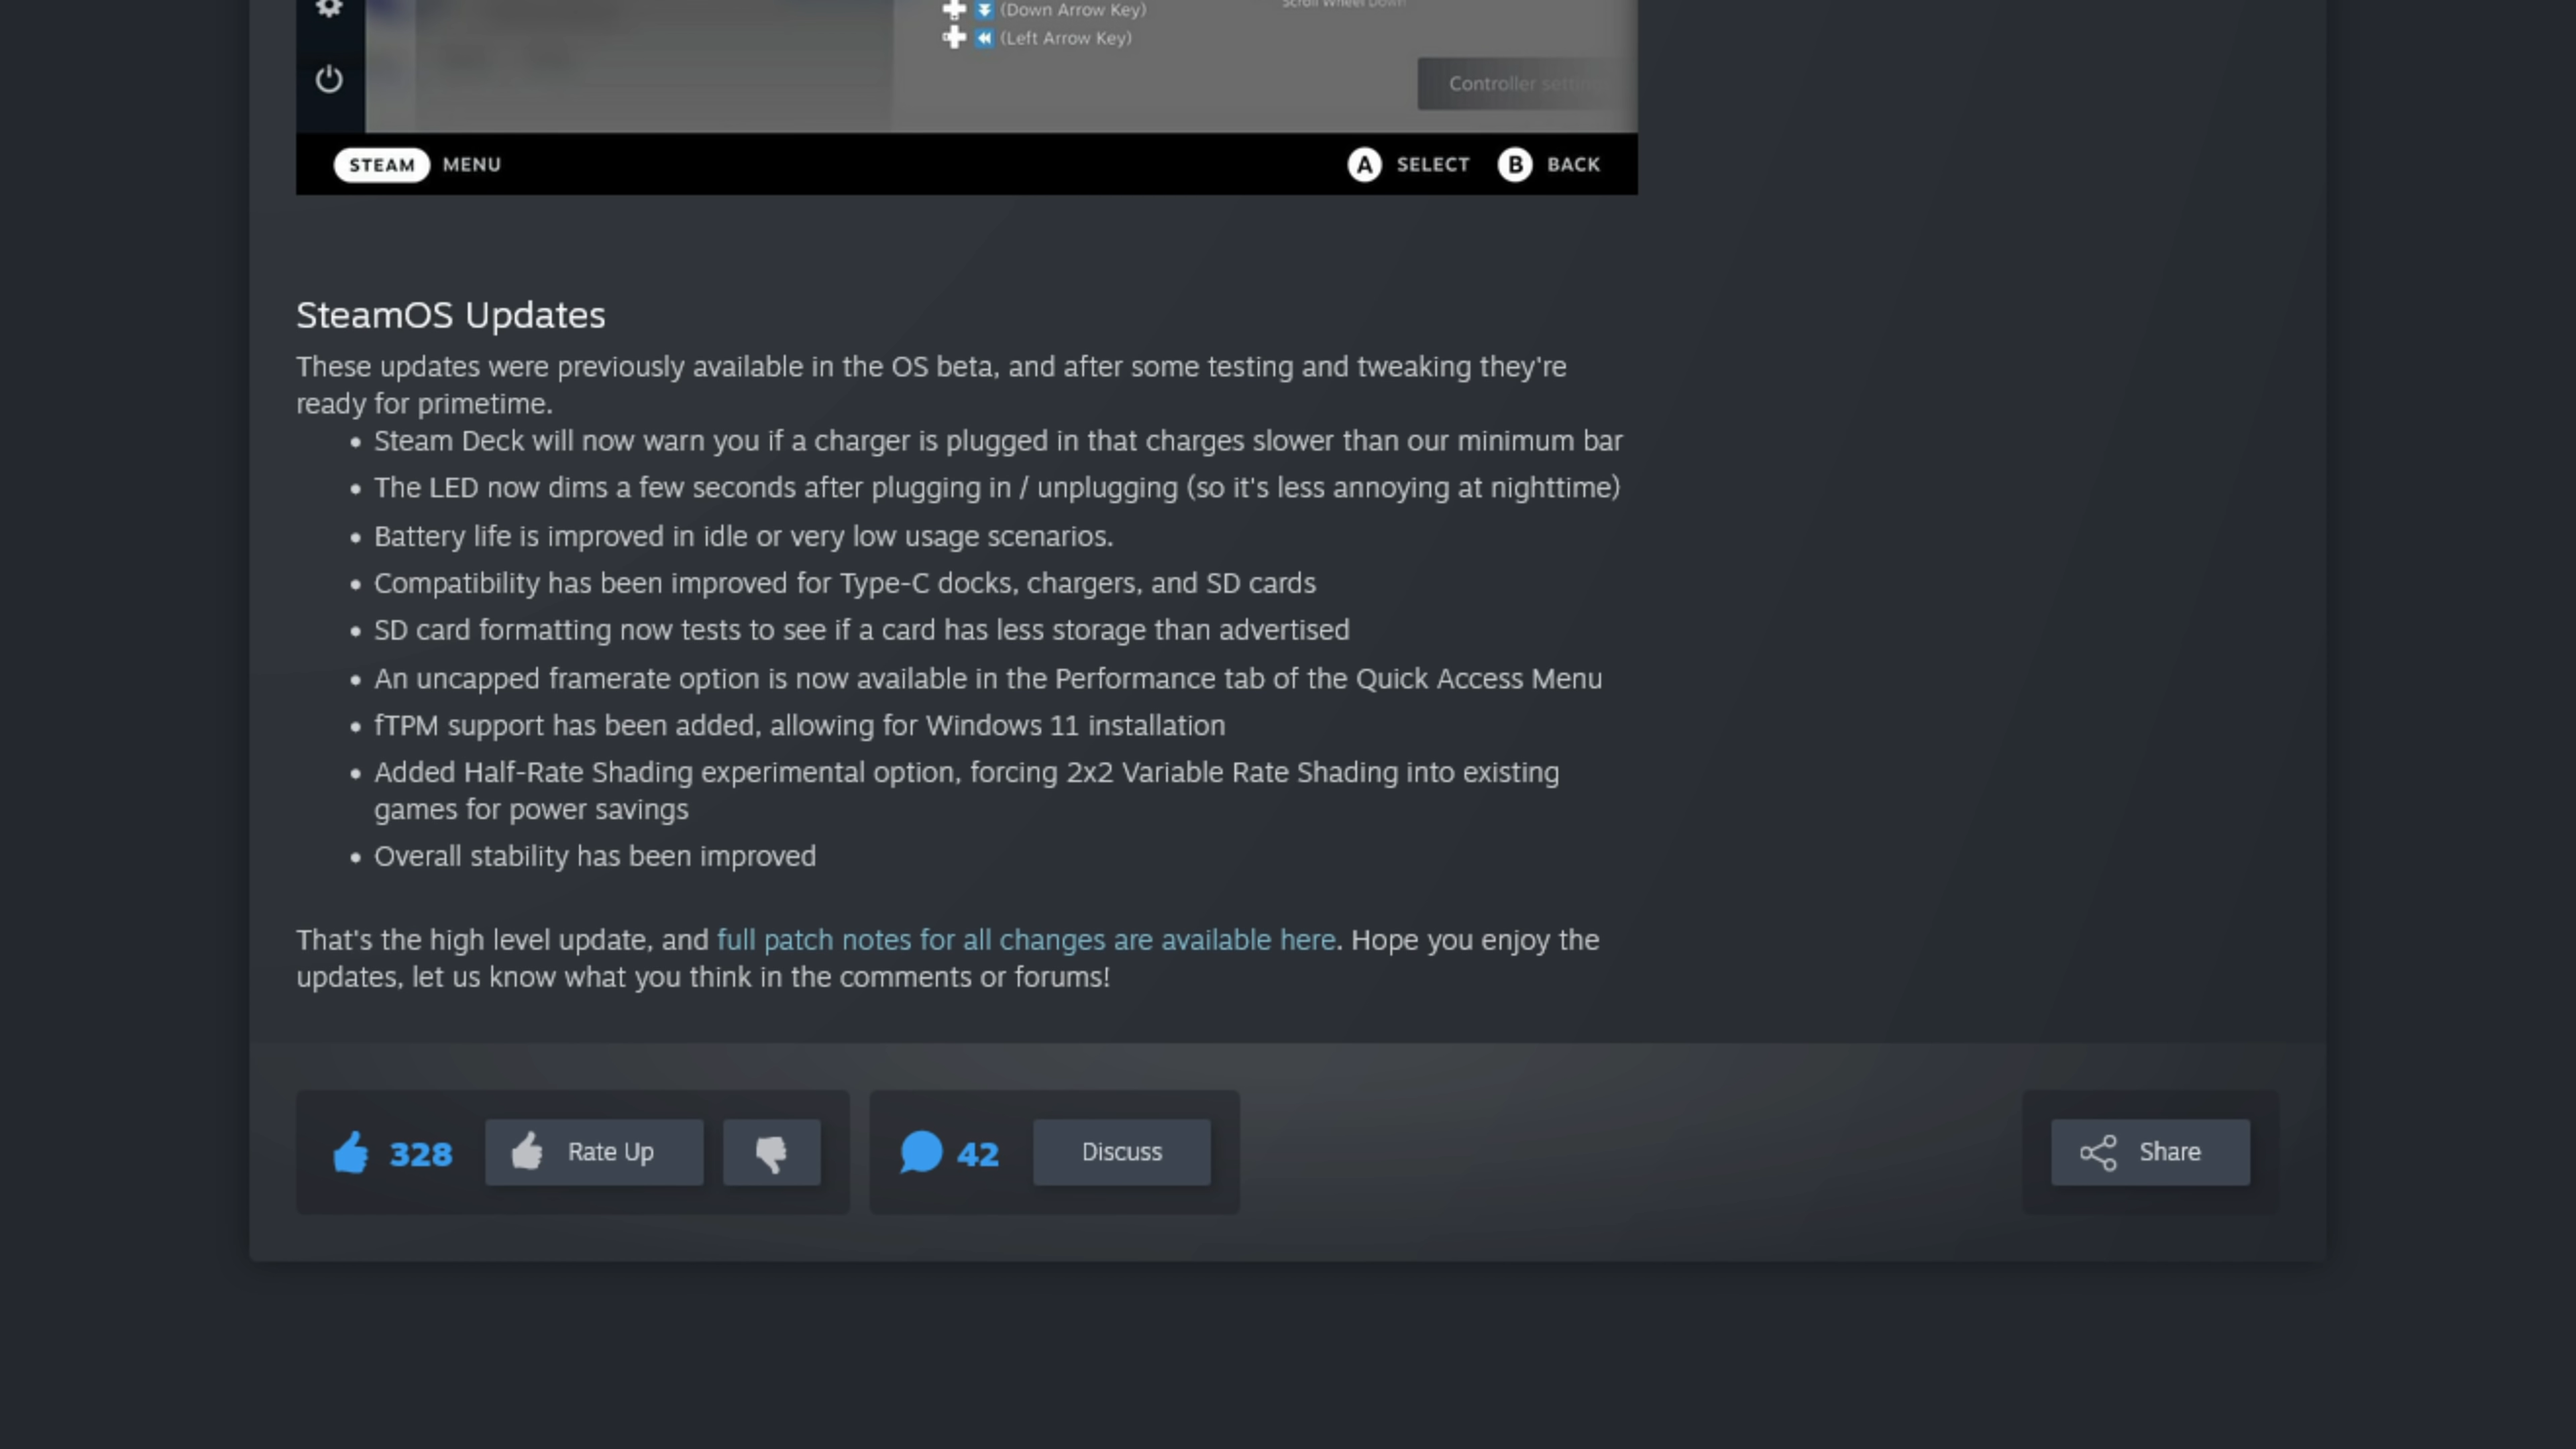 (Down Arrow Key)
Scroll Wheel Down
(Left Arrow Key)
Controller settings
STEAM MENU
A SELECT B BACK
SteamOS Updates
These updates were previously available in the OS beta, and after some testing and tweaking they're
ready for primetime.
• Steam Deck will now warn you if a charger is plugged in that charges slower than our minimum bar
• The LED now dims a few seconds after plugging in / unplugging (so it's less annoying at nighttime)
• Battery life is improved in idle or very low usage scenarios.
• Compatibility has been improved for Type-C docks, chargers, and SD cards
• SD card formatting now tests to see if a card has less storage than advertised
• An uncapped framerate option is now available in the Performance tab of the Quick Access Menu
• fTPM support has been added, allowing for Windows 11 installation
• Added Half-Rate Shading experimental option, forcing 2x2 Variable Rate Shading into existing
games for power savings
• Overall stability has been improved
That's the high level update, and full patch notes for all changes are available here. Hope you enjoy the
updates, let us know what you think in the comments or forums!
328 Rate Up 42 Discuss Share